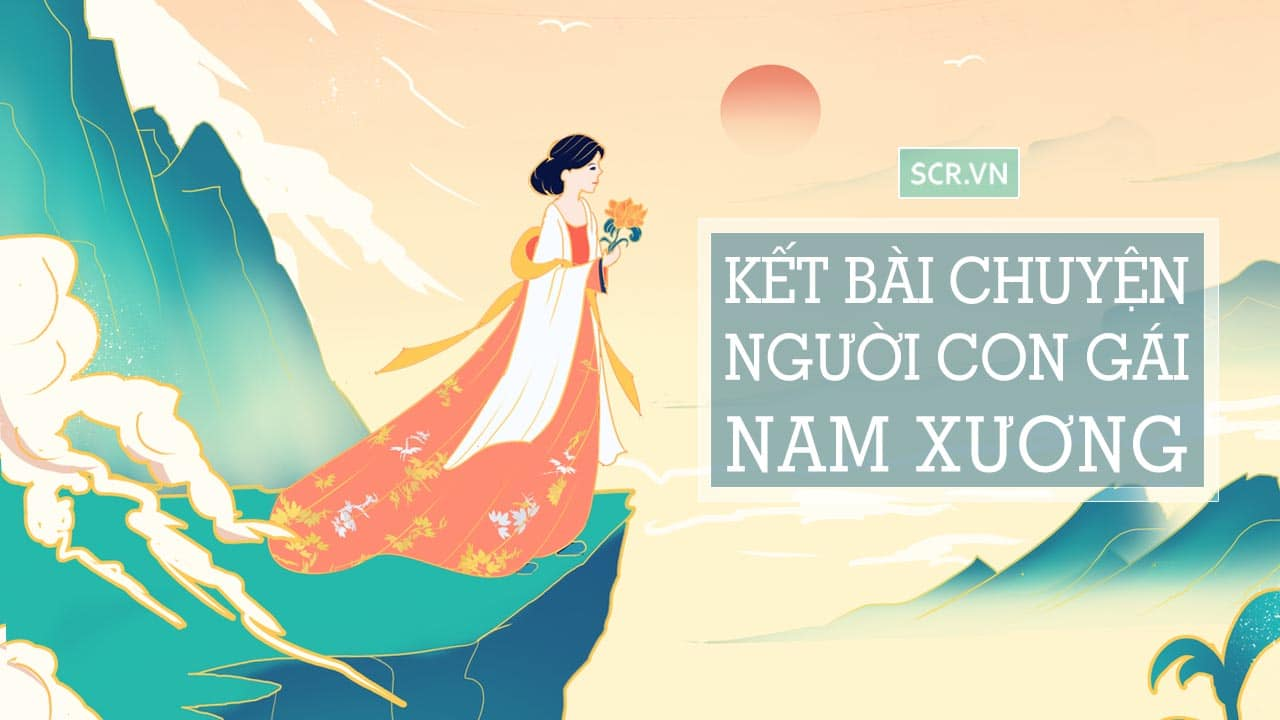 SCR.VN
KẾT BÀI CHUYỆN
NGƯỜI CON GÁI
NAM XƯƠNG